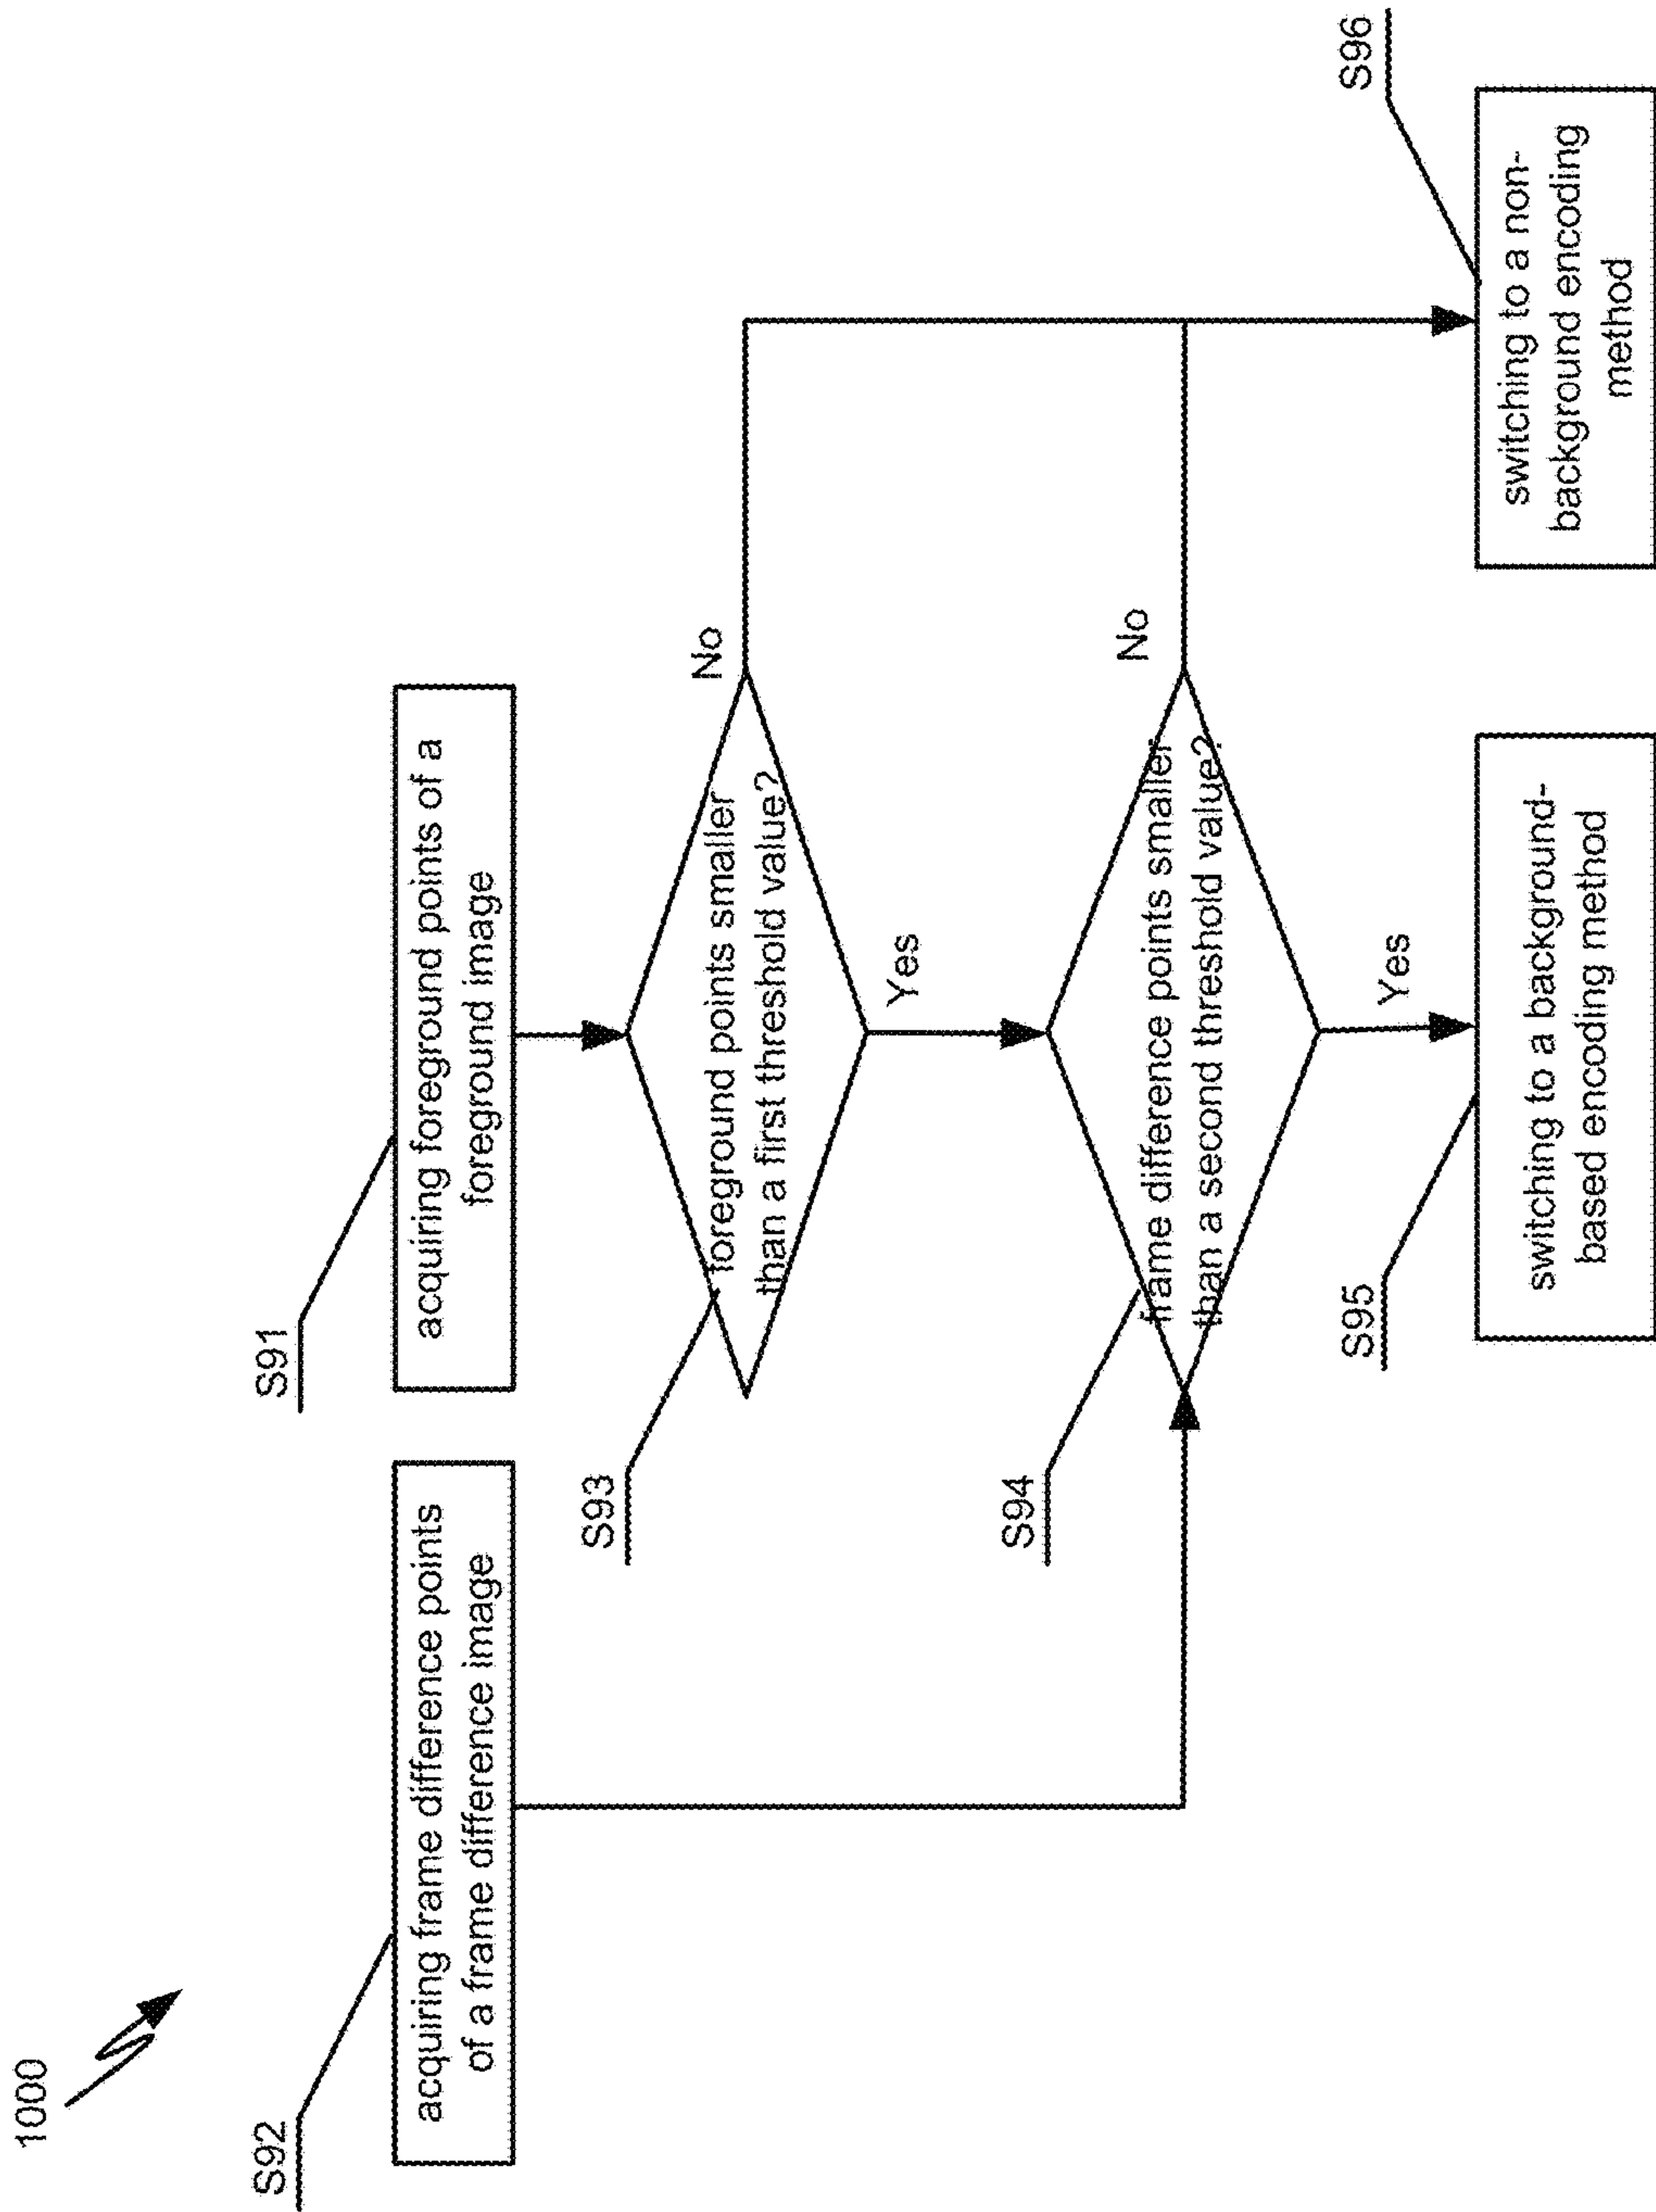 1000
S92
acquiring frame difference points
of a frame difference image
S91
acquiring foreground points of a
foreground image
S93
foreground points smaller
than a first threshold value?
No
Yes
S94
frame difference points smaller
than a second threshold value?
No
Yes
S95
switching to a background-
based encoding method
S96
switching to a non-
background encoding
method